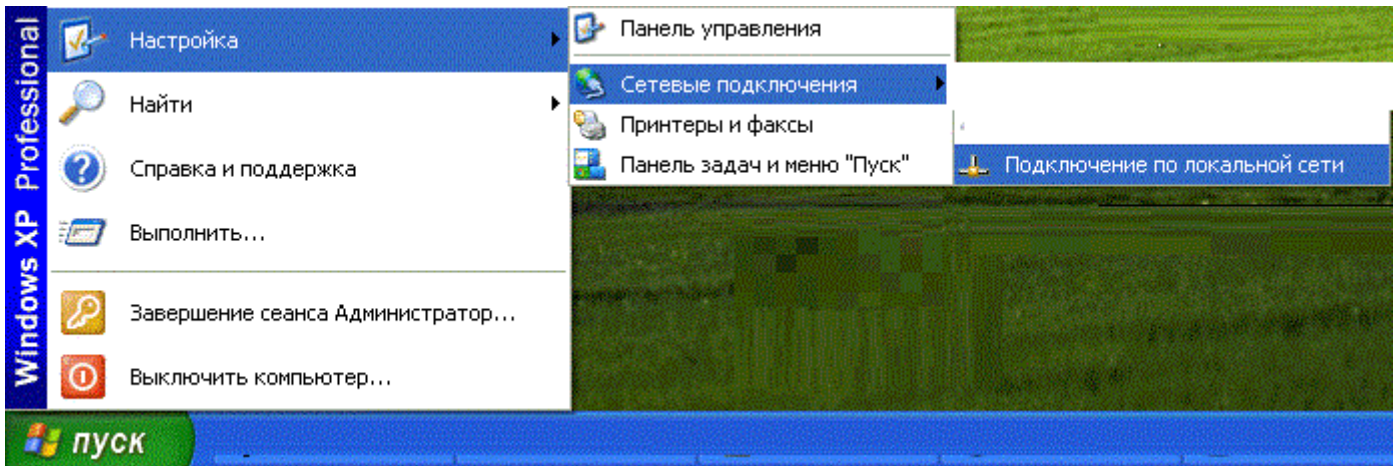 Windows XP Professional
Настройка
Найти
Справка и поддержка
Выполнить...
Завершение сеанса Администратор...
Выключить компьютер...
Панель управления
Сетевые подключения
Принтеры и факсы
Панель задач и меню "Пуск"
Подключение по локальной сети
пуск